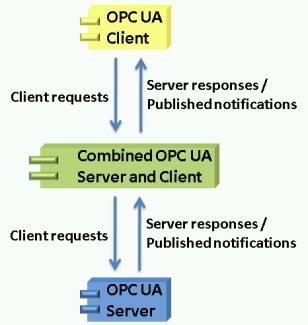 OPC UA
Client
Client requests
Server responses /
Published notifications
Combined OPC UA
Server and Client
Client requests
Server responses /
Published notifications
OPC UA
Server